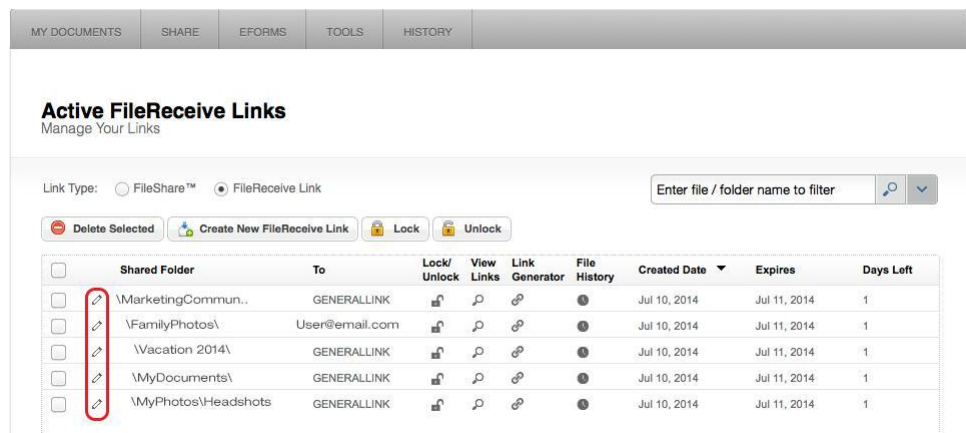 MY DOCUMENTS SHARE EFORMS TOOLS HISTORY
Active FileReceive Links
Manage Your Links
Link Type: FileShare™ FileReceive Link Enter file / folder name to filter
Delete Selected Create New FileReceive Link Lock Unlock
Shared Folder To Lock/ Unlock View Links Link Generator File History Created Date Expires Days Left
\MarketingCommun.. GENERALLINK Jul 10, 2014 Jul 11, 2014 1
\FamilyPhotos\ User@email.com Jul 10, 2014 Jul 11, 2014 1
\Vacation 2014\ GENERALLINK Jul 10, 2014 Jul 11, 2014 1
\MyDocuments\ GENERALLINK Jul 10, 2014 Jul 11, 2014 1
\MyPhotos\Headshots GENERALLINK Jul 10, 2014 Jul 11, 2014 1